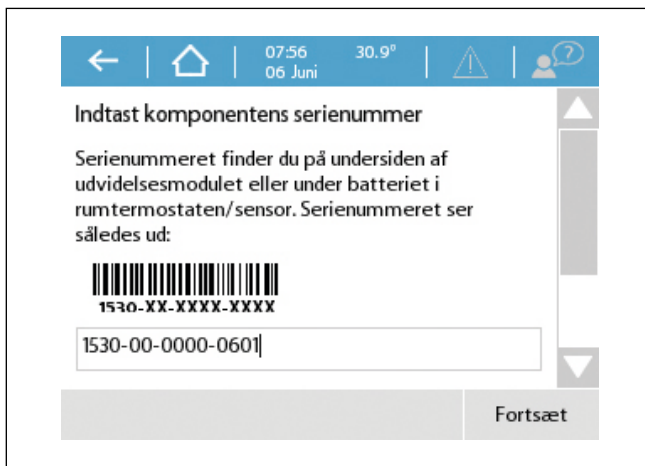 07:56 30.9°
06 Juni
?
Indtast komponentens serienummer
Serienummeret finder du på undersiden af
udvidelsesmodulet eller under batteriet i
rumtermostaten/sensor. Serienummeret ser
således ud:
1530-XX-XXXX-XXXX
1530-00-0000-0601
Fortsæt